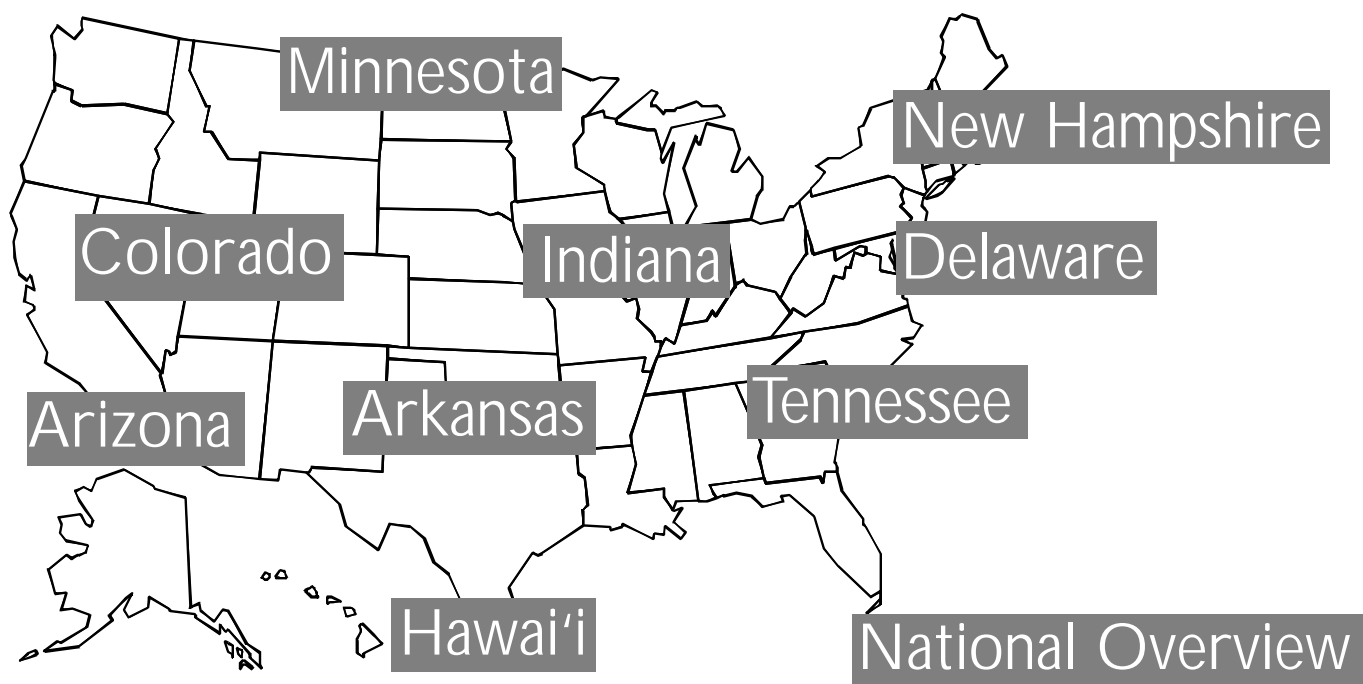 Minnesota
New Hampshire
Colorado
Indiana
Delaware
Arizona
Arkansas
Tennessee
Hawai‘i
National Overview